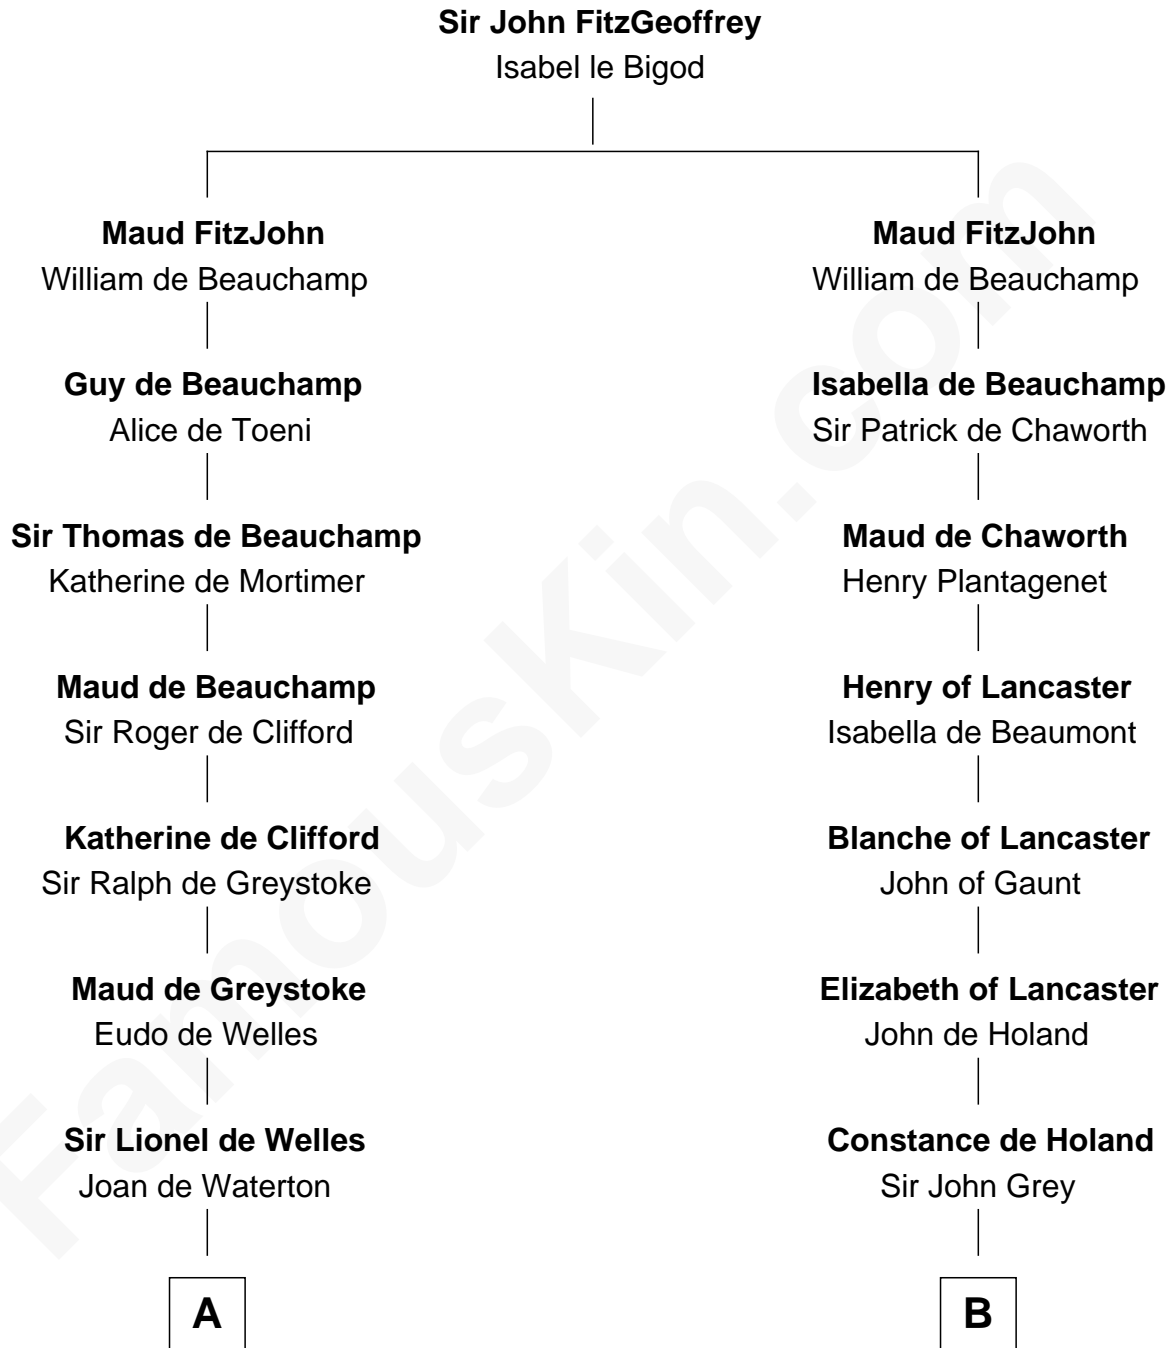 Sir John FitzGeoffrey
Isabel le Bigod
Maud FitzJohn
William de Beauchamp
Guy de Beauchamp
Alice de Toeni
Sir Thomas de Beauchamp
Katherine de Mortimer
Maud de Beauchamp
Sir Roger de Clifford
Katherine de Clifford
Sir Ralph de Greystoke
Maud de Greystoke
Eudo de Welles
Sir Lionel de Welles
Joan de Waterton
A
Maud FitzJohn
William de Beauchamp
Isabella de Beauchamp
Sir Patrick de Chaworth
Maud de Chaworth
Henry Plantagenet
Henry of Lancaster
Isabella de Beaumont
Blanche of Lancaster
John of Gaunt
Elizabeth of Lancaster
John de Holand
Constance de Holand
Sir John Grey
B
FamousKin.com